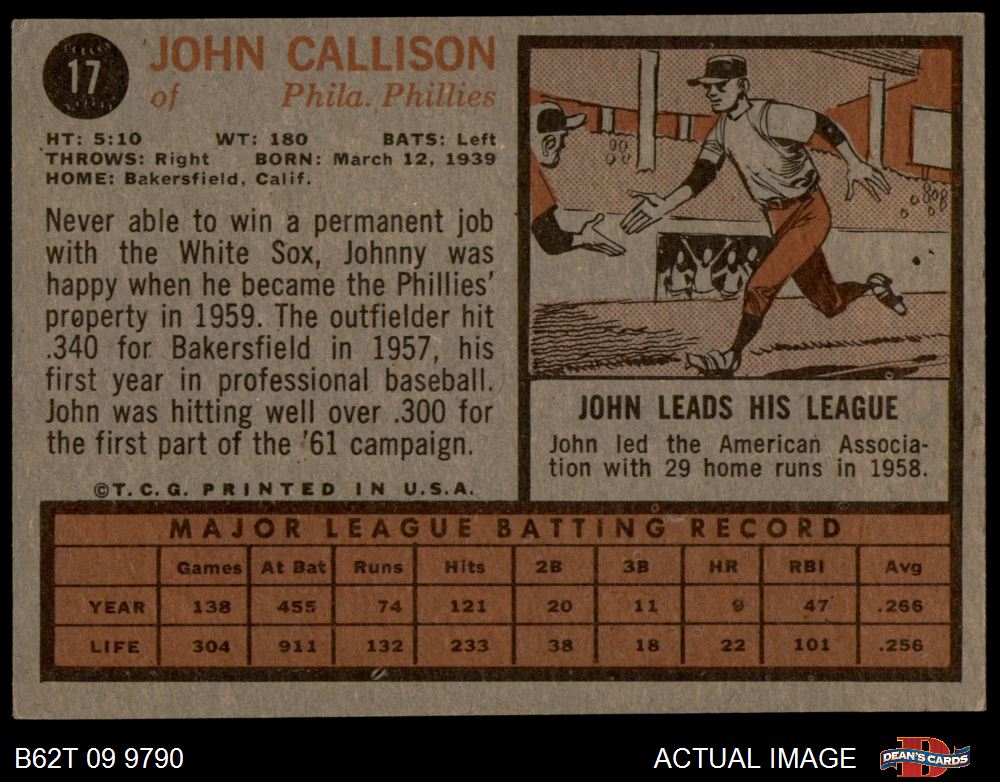 17
JOHN CALLISON
of Phila. Phillies
HT: 5:10 WT: 180 BATS: Left
THROWS: Right BORN: March 12, 1939
HOME: Bakersfield, Calif.
Never able to win a permanent job
with the White Sox, Johnny was
happy when he became the Phillies'
property in 1959. The outfielder hit
.340 for Bakersfield in 1957, his
first year in professional baseball.
John was hitting well over .300 for
the first part of the '61 campaign.
©T.C.G. PRINTED IN U.S.A.
JOHN LEADS HIS LEAGUE
John led the American Associa-
tion with 29 home runs in 1958.
MAJOR LEAGUE BATTING RECORD
Games At Bat Runs Hits 2B 3B HR RBI Avg
YEAR 138 455 74 121 20 11 9 47 .266
LIFE 304 911 132 233 38 18 22 101 .256
B62T 09 9790
ACTUAL IMAGE
DEAN'S CARDS